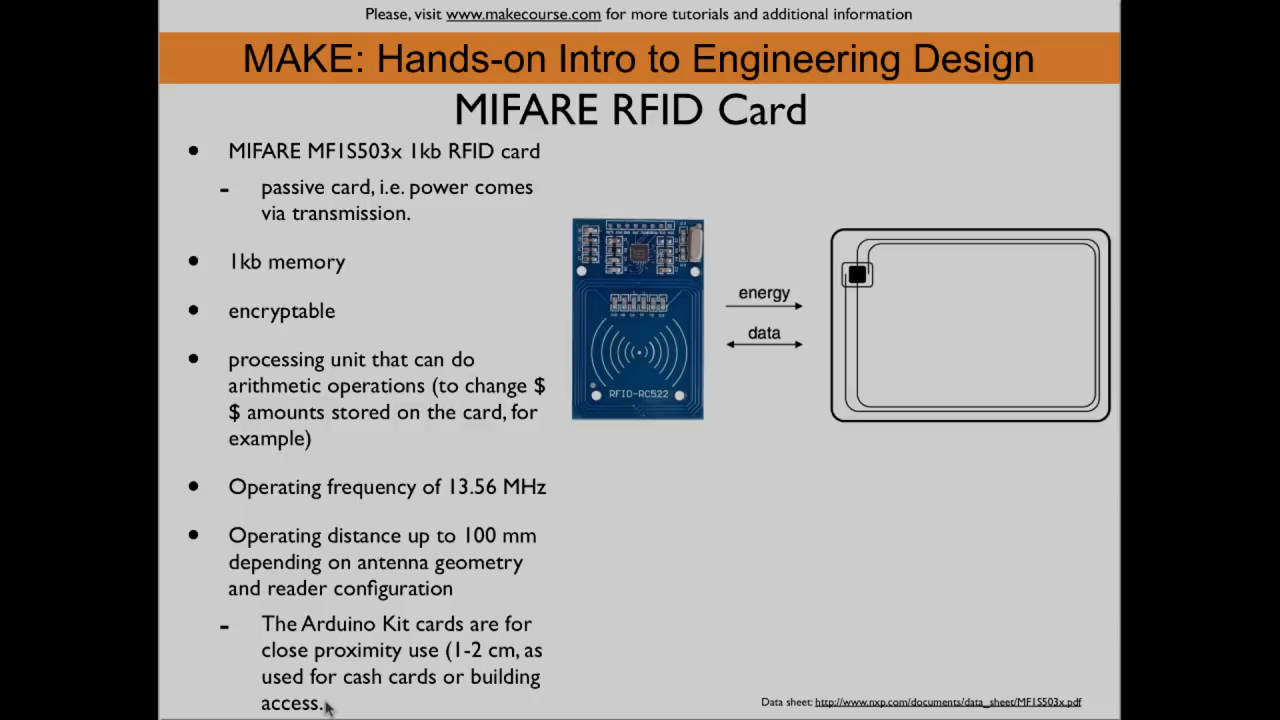 Please, visit www.makecourse.com for more tutorials and additional information
MAKE: Hands-on Intro to Engineering Design
MIFARE RFID Card
• MIFARE MF1S503x 1kb RFID card
- passive card, i.e. power comes
via transmission.
• 1kb memory
• encryptable
• processing unit that can do
arithmetic operations (to change $
$ amounts stored on the card, for
example)
• Operating frequency of 13.56 MHz
• Operating distance up to 100 mm
depending on antenna geometry
and reader configuration
- The Arduino Kit cards are for
close proximity use (1-2 cm, as
used for cash cards or building
access.
RFID-RC522
energy
data
Data sheet: http://www.nxp.com/documents/data_sheet/MF1S503x.pdf